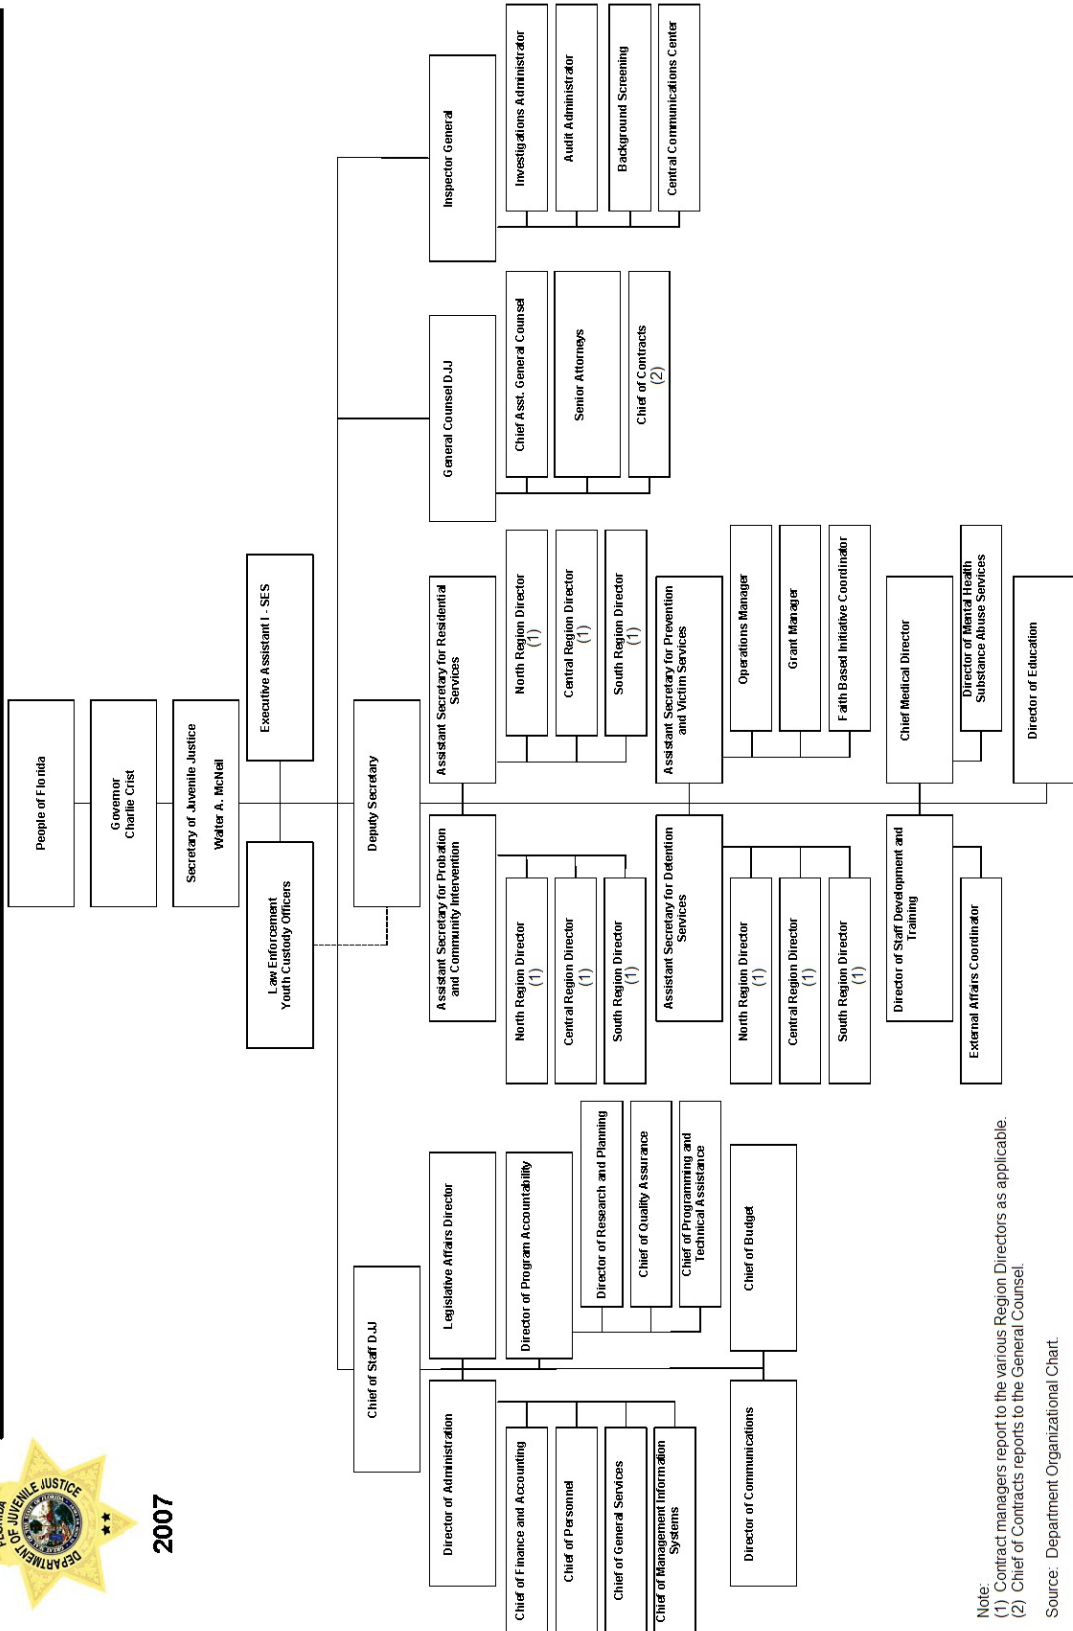 FLORIDA
DEPARTMENT OF JUVENILE JUSTICE
2007
People of Florida
Governor
Charlie Crist
Secretary of Juvenile Justice
Walter A. McNeil
Law Enforcement
Youth Custody Officers
Executive Assistant I - SES
Chief of Staff DJJ
Deputy Secretary
Director of Administration
Chief of Finance and Accounting
Chief of Personnel
Chief of General Services
Chief of Management Information
Systems
Legislative Affairs Director
Director of Program Accountability
Director of Research and Planning
Chief of Quality Assurance
Chief of Programming and
Technical Assistance
Director of Communications
Chief of Budget
Assistant Secretary for Probation
and Community Intervention
North Region Director
(1)
Central Region Director
(1)
South Region Director
(1)
Assistant Secretary for Residential
Services
North Region Director
(1)
Central Region Director
(1)
South Region Director
(1)
Assistant Secretary for Detention
Services
North Region Director
(1)
Central Region Director
(1)
South Region Director
(1)
Assistant Secretary for Prevention
and Victim Services
Operations Manager
Grant Manager
Faith Based Initiative Coordinator
Director of Staff Development and
Training
External Affairs Coordinator
Chief Medical Director
Director of Mental Health
Substance Abuse Services
Director of Education
General Counsel DJJ
Chief Asst. General Counsel
Senior Attorneys
Chief of Contracts
(2)
Inspector General
Investigations Administrator
Audit Administrator
Background Screening
Central Communications Center
Note:
(1) Contract managers report to the various Region Directors as applicable.
(2) Chief of Contracts reports to the General Counsel.
Source: Department Organizational Chart.